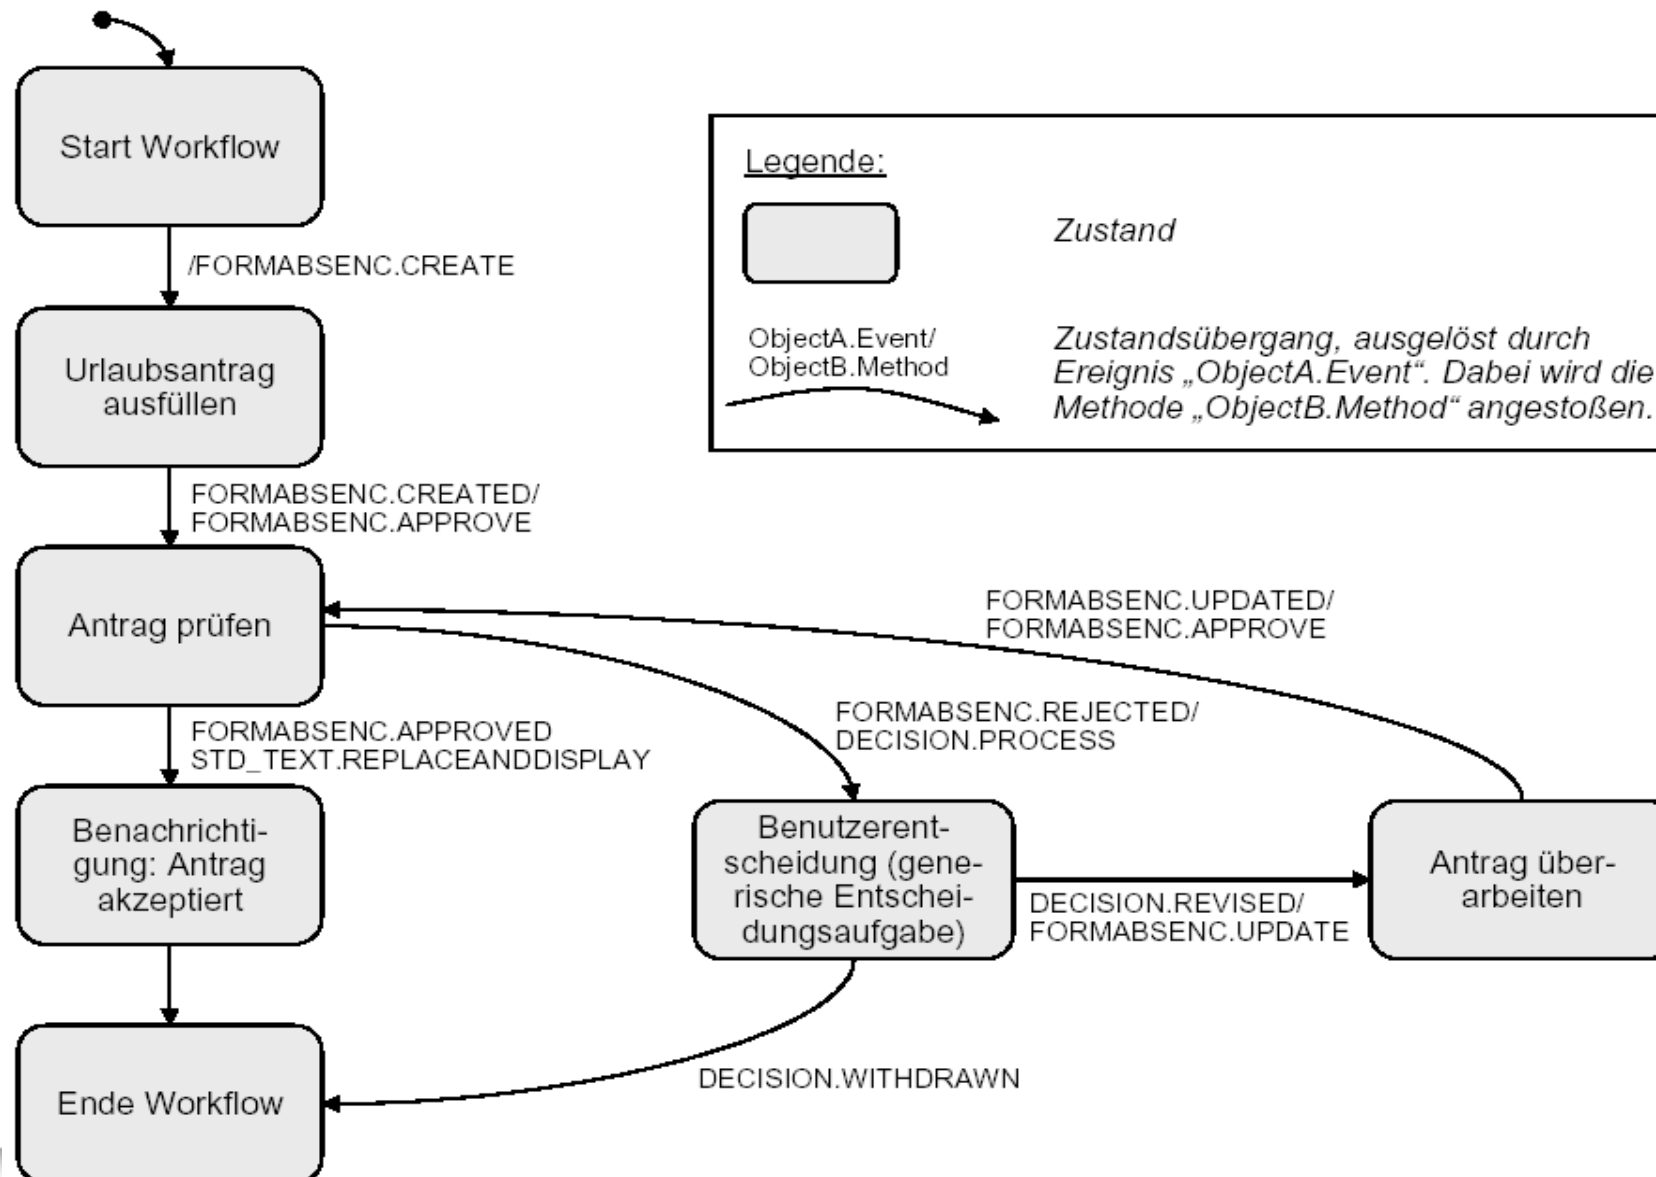 Start Workflow
/FORMABSENC.CREATE
Urlaubsantrag
ausfüllen
FORMABSENC.CREATED/
FORMABSENC.APPROVE
Antrag prüfen
FORMABSENC.APPROVED
STD_TEXT.REPLACEANDDISPLAY
Benachrichti-
gung: Antrag
akzeptiert
Ende Workflow
Legende:
Zustand
ObjectA.Event/
ObjectB.Method
Zustandsübergang, ausgelöst durch
Ereignis „ObjectA.Event“. Dabei wird die
Methode „ObjectB.Method“ angestoßen.
FORMABSENC.UPDATED/
FORMABSENC.APPROVE
FORMABSENC.REJECTED/
DECISION.PROCESS
Benutzerent-
scheidung (gene-
rische Entschei-
dungsaufgabe)
DECISION.REVISED/
FORMABSENC.UPDATE
Antrag über-
arbeiten
DECISION.WITHDRAWN